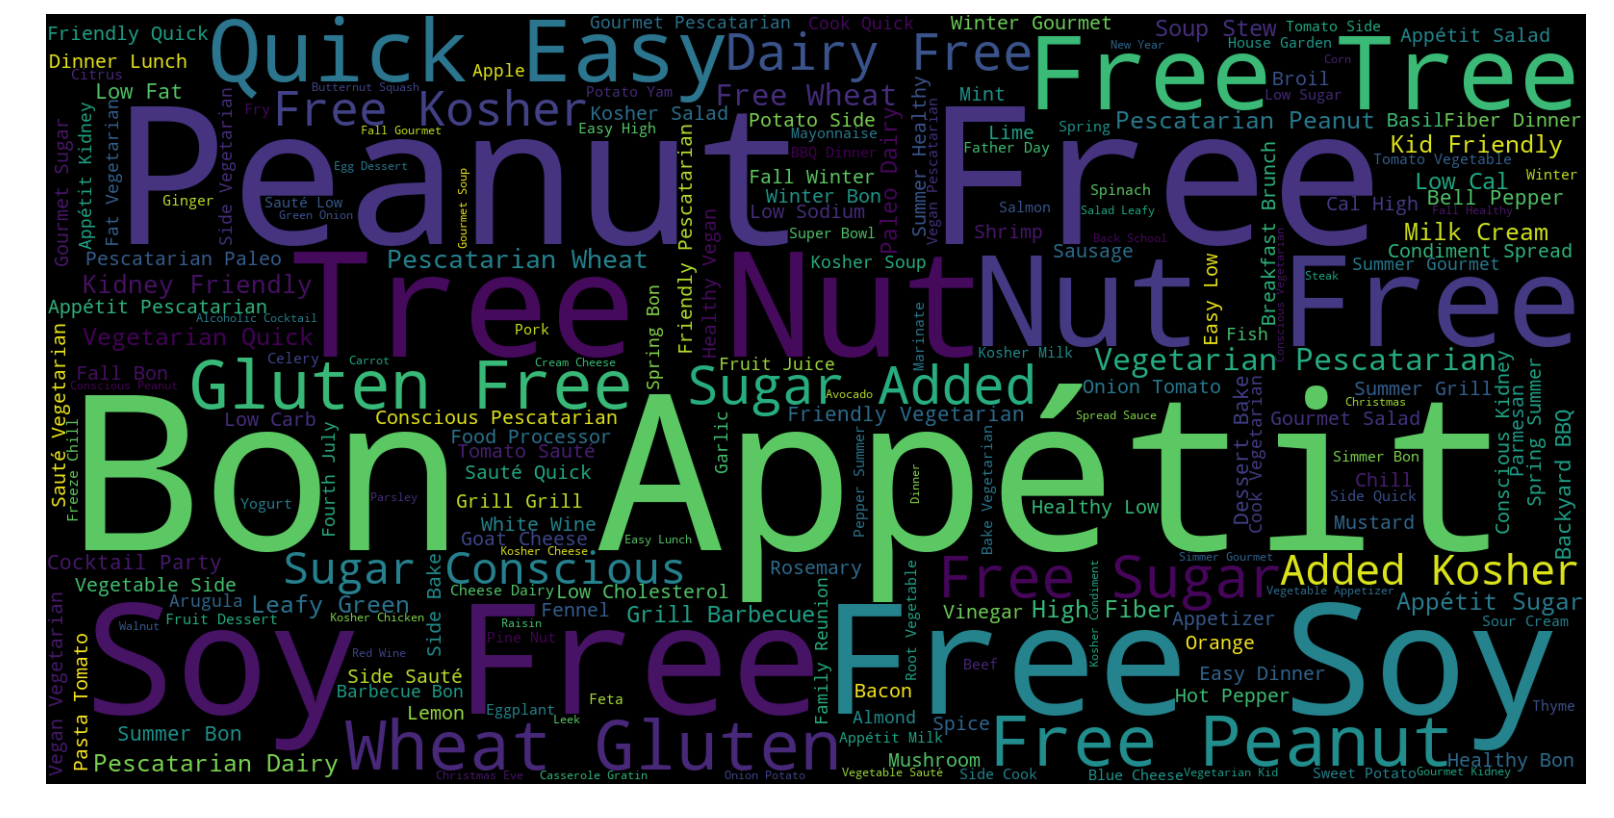 Friendly Quick
Quick Easy
Gourmet Pescatarian
Cook Quick
Winter Gourmet
Soup Stew
Tomato Side
Appétit Salad
Dinner Lunch
Citrus
Butternut Squash
Apple
Dairy Free
New Year
House Garden
Free Tree
Corn
Low Fat
Free Kosher
Fry
Potato Yam
Free Wheat
Mint
Broil
Low Sugar
Gourmet Sugar
Appétit Kidney
Fat Vegetarian
Side Vegetarian
Peanut Free
Fall Gourmet
Kosher Salad
Easy High
Potato Side
Mayonnaise
BBQ Dinner
Paleo Dairy
Summer Healthy
Vegan Pescatarian
Lime
Father Day
Spring
Pescatarian Peanut
Basil
Fiber Dinner
Kid Friendly
Tomato Vegetable
Egg Dessert
Gourmet Soup
Friendly Pescatarian
Fall Winter
Winter Bon
Low Sodium
Spinach
Salmon
Salad Leafy
Low Cal
Winter
Ginger
Sauté Low
Green Onion
Super Bowl
Shrimp
Back School
Breakfast Brunch
Conscious Vegetarian
Cal High
Bell Pepper
Fall Healthy
Milk Cream
Pescatarian Paleo
Pescatarian Wheat
Healthy Vegan
Kosher Soup
Sausage
Easy Low
Condiment Spread
Summer Gourmet
Steak
Kidney Friendly
Tree Nut
Nut Free
Appétit Pescatarian
Alcoholic Cocktail
Spring Bon
Marinate
Fish
Vegetarian Quick
Pork
Celery
Carrot
Cream Cheese
Fruit Juice
Kosher Milk
Vegetarian Pescatarian
Fall Bon
Conscious Peanut
Gluten Free
Sugar Added
Avocado
Onion Tomato
Summer Grill
Christmas
Sauté Vegetarian
Freeze Chill
Low Carb
Conscious Pescatarian
Garlic
Friendly Vegetarian
Spread Sauce
Dessert Bake
Cook Vegetarian
Gourmet Salad
Conscious Kidney
Parmesan
Spring Summer
Backyard BBQ
Bon Appétit
Food Processor
Tomato Sauté
Sauté Quick
Pepper Summer
Dinner
Bake Vegetarian
Simmer Bon
Chill
Fourth July
Yogurt
Parsley
Grill Grill
Healthy Low
Side Quick
White Wine
Goat Cheese
Easy Lunch
Mustard
Cocktail Party
Kosher Cheese
Sugar Conscious
Side Bake
Rosemary
Free Sugar
Simmer Gourmet
Added Kosher
Vegetable Side
Cheese Dairy
Low Cholesterol
Family Reunion
Root Vegetable
Kosher Condiment
Vegetable Appetizer
Arugula
Leafy Green
Fennel
Grill Barbecue
Vinegar
High Fiber
Appetizer
Appétit Sugar
Fruit Dessert
Kosher Chicken
Raisin
Sour Cream
Vegan Vegetarian
Pasta Tomato
Walnut
Soy Free
Free Soy
Pine Nut
Orange
Red Wine
Beef
Side Sauté
Easy Dinner
Barbecue Bon
Feta
Bacon
Hot Pepper
Lemon
Eggplant
Leek
Almond
Spice
Thyme
Summer Bon
Wheat Gluten
Appétit Milk
Free Peanut
Pescatarian Dairy
Mushroom
Healthy Bon
Christmas Eve
Casserole Gratin
Onion Potato
Vegetable Sauté
Side Cook
Blue Cheese
Vegetarian Kid
Sweet Potato
Gourmet Kidney